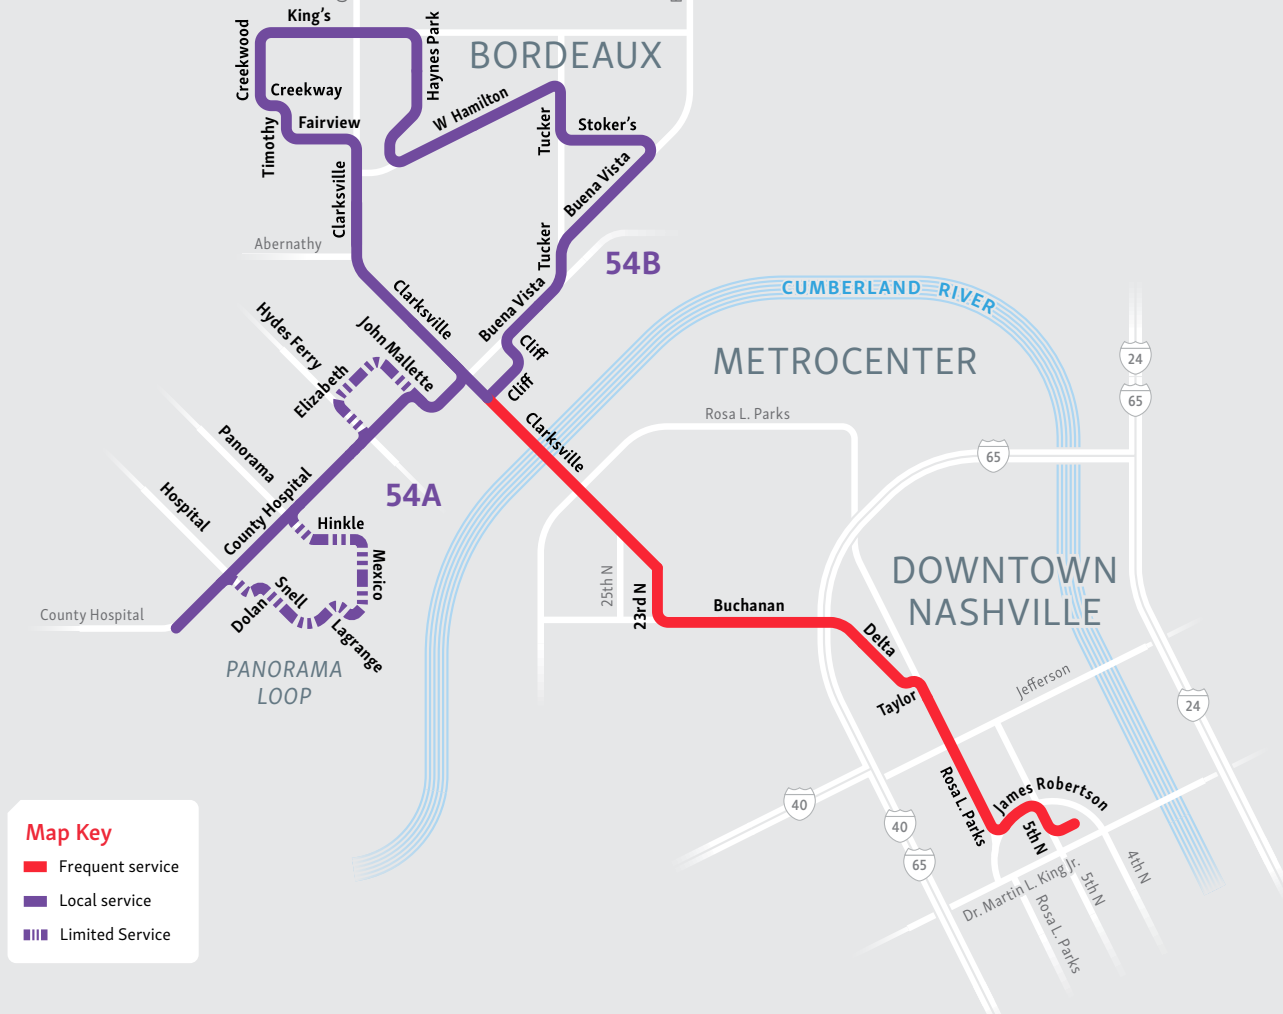 King's
Creekwood
Haynes Park
BORDEAUX
Creekway
W Hamilton
Timothy
Fairview
Tucker
Stoker's
Clarksville
Buena Vista
Abernathy
Tucker
54B
Clarksville
Buena Vista
CUMBERLAND RIVER
Hydes Ferry
John Mallette
Cliff
METROCENTER
24
Elizabeth
Cliff
65
Rosa L. Parks
Clarksville
Panorama
65
54A
Hospital
County Hospital
Hinkle
Mexico
DOWNTOWN
NASHVILLE
25th N
23rd N
Buchanan
County Hospital
Dolan
Snell
Lagrange
Delta
PANORAMA
LOOP
Taylor
Jefferson
24
Rosa L. Parks
James Robertson
40
40
5th N
65
4th N
Dr. Martin L. King Jr.
5th N
Rosa L. Parks
Map Key
Frequent service
Local service
Limited Service